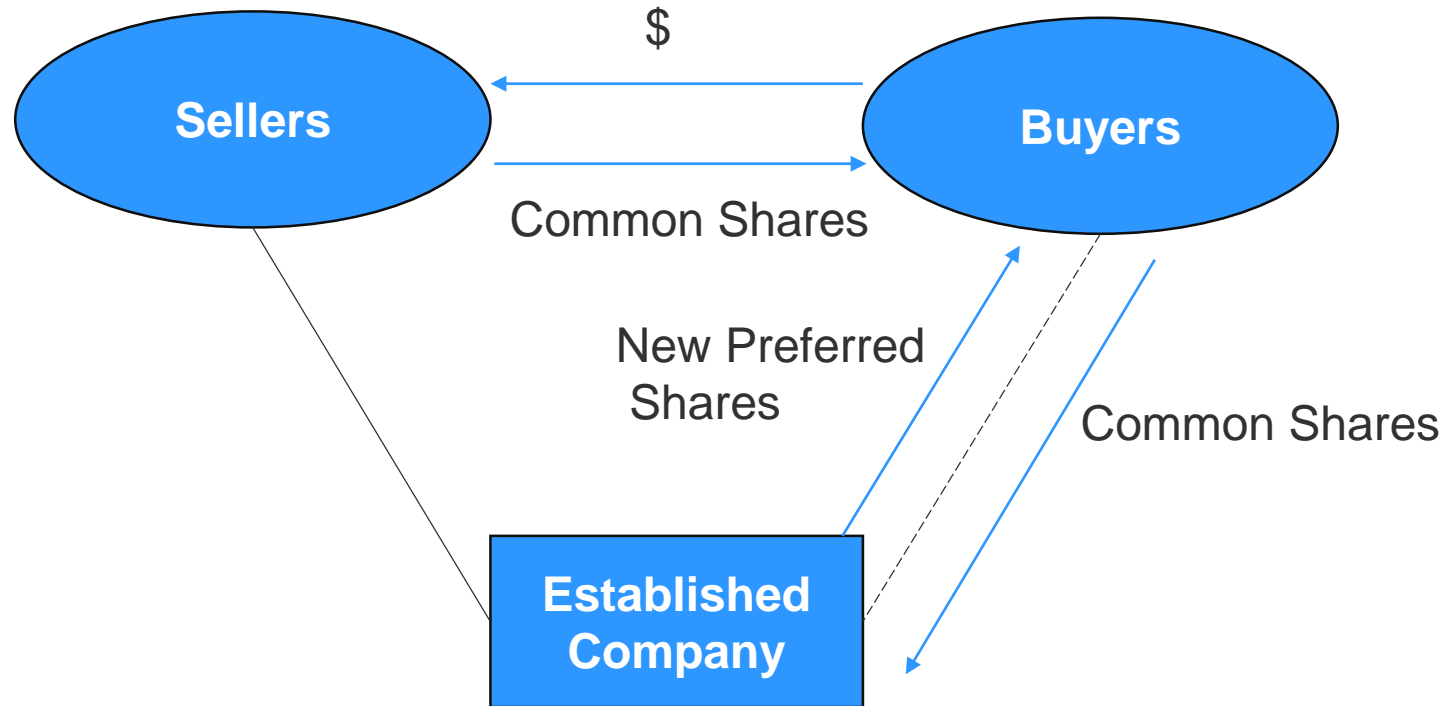 $
Sellers
Buyers
Common Shares
New Preferred
Shares
Common Shares
Established
Company